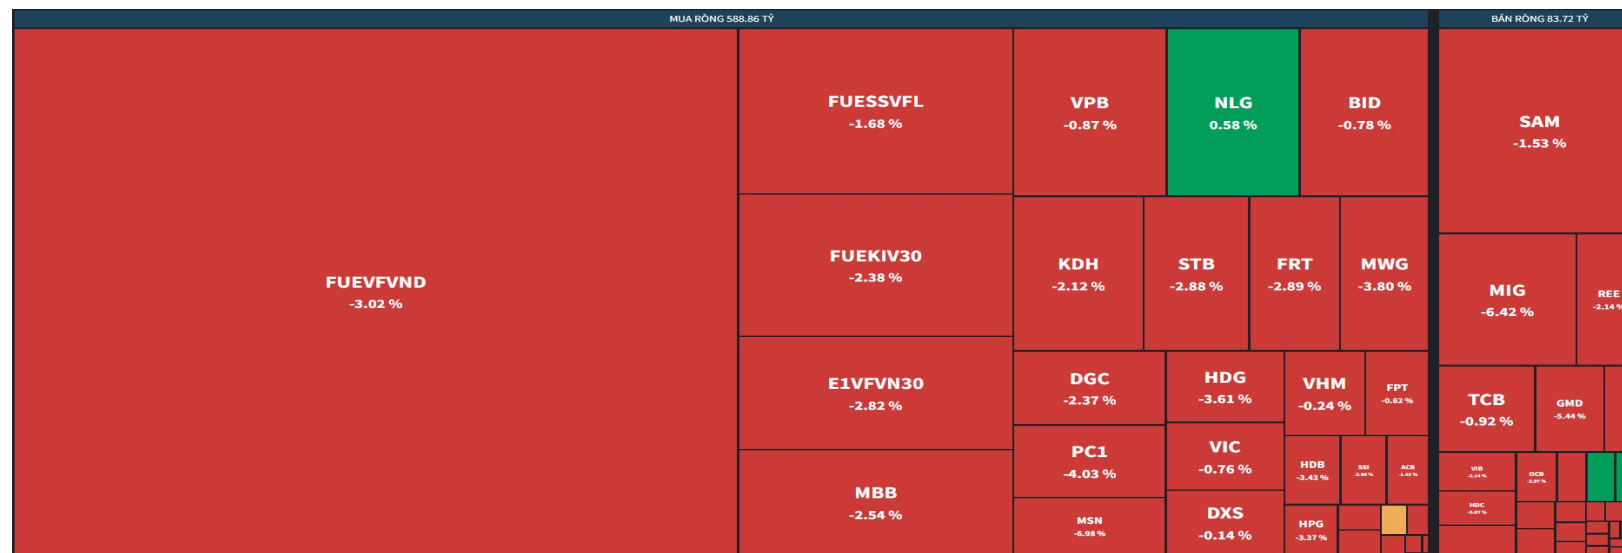 MUA RÒNG 588.86 TỶ
FUEVFVND
-3.02 %
FUESSVFL
-1.68 %
FUEKIV30
-2.38 %
E1VFVN30
-2.82 %
MBB
-2.54 %
VPB
-0.87 %
NLG
0.58 %
BID
-0.78 %
KDH
-2.12 %
STB
-2.88 %
FRT
-2.89 %
MWG
-3.80 %
DGC
-2.37 %
HDG
-3.61 %
VHM
-0.24 %
FPT
-0.62 %
PC1
-4.03 %
VIC
-0.76 %
HDB
-3.43 %
SSI
ACB
MSN
-6.98 %
DXS
-0.14 %
HPG
-3.37 %
BÁN RÒNG 83.72 TỶ
SAM
-1.53 %
MIG
-6.42 %
REE
-2.14 %
TCB
-0.92 %
GMD
-5.44 %
VIB
-2.14 %
OCB
HDC